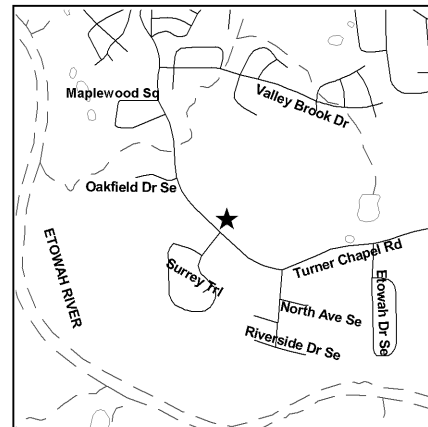 Maplewood Sq
Valley Brook Dr
Oakfield Dr Se
ETOWAH RIVER
Surrey Trl
Turner Chapel Rd
Etowah Dr Se
North Ave Se
Riverside Dr Se